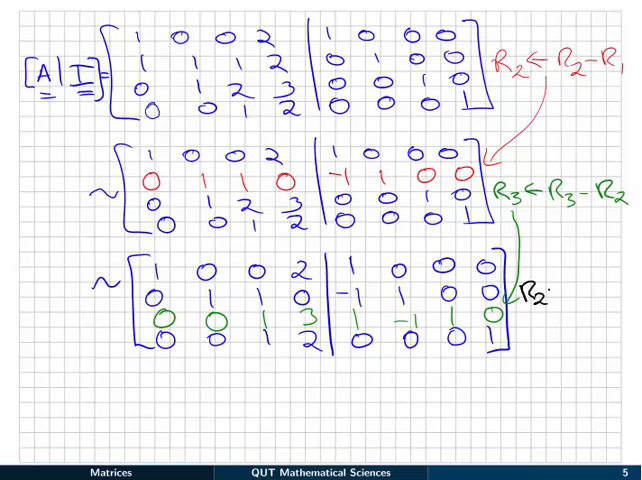 [A | I] = [ 1 0 0 2 | 1 0 0 0 ]
1 1 1 2 | 0 1 0 0 R2 ← R2 - R1
0 1 2 3 | 0 0 1 0
0 0 1 2 | 0 0 0 1
~ [ 1 0 0 2 | 1 0 0 0 ]
0 1 1 0 | -1 1 0 0 R3 ← R3 - R2
0 1 2 3 | 0 0 1 0
0 0 1 2 | 0 0 0 1
~ [ 1 0 0 2 | 1 0 0 0 ]
0 1 1 0 | -1 1 0 0 R2
0 0 1 3 | 1 -1 1 0
0 0 1 2 | 0 0 0 1
Matrices QUT Mathematical Sciences 5